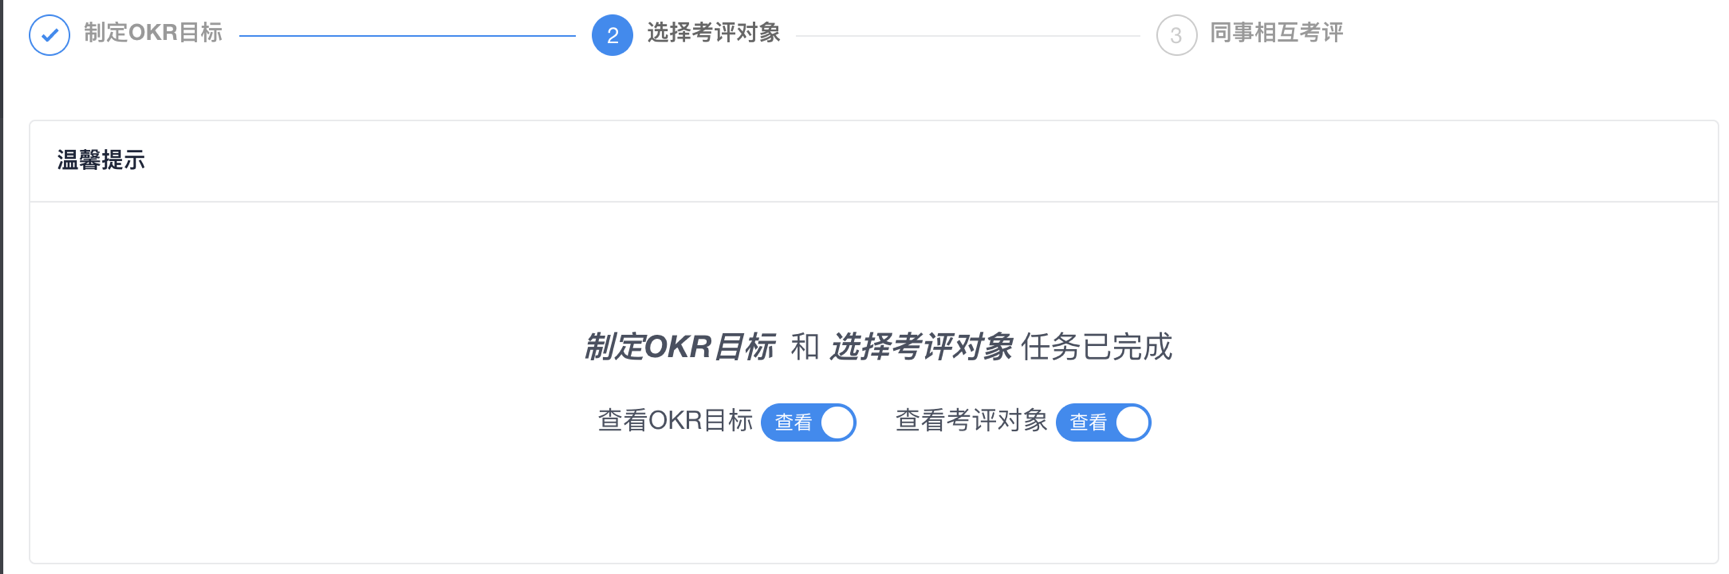 制定OKR目标
2 选择考评对象
3 同事相互考评
温馨提示
制定OKR目标 和 选择考评对象 任务已完成
查看OKR目标 查看 查看考评对象 查看